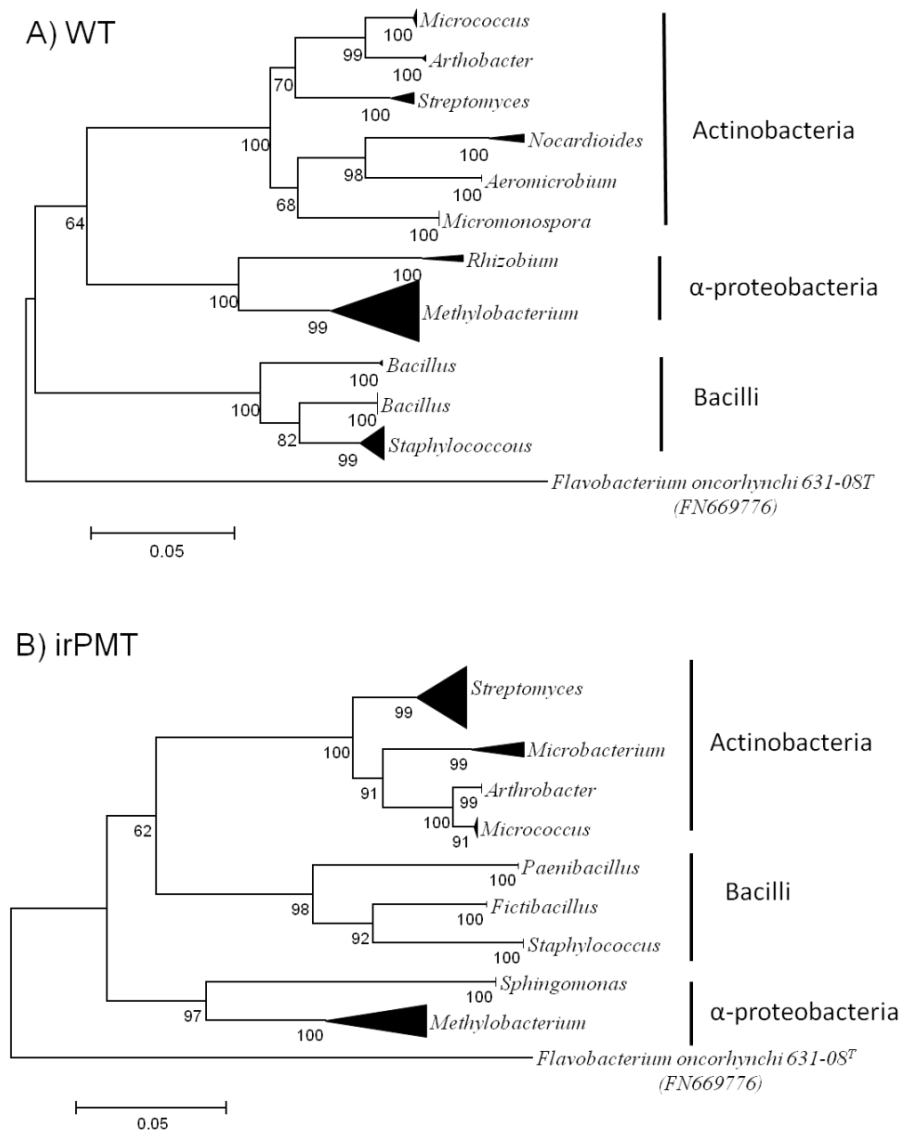 A) WT
Micrococcus
100
99
Arthobacter
100
70
Streptomyces
100
Actinobacteria
100
Nocardioides
100
98
Aeromicrobium
100
68
Micromonospora
100
64
Rhizobium
100
α-proteobacteria
100
Methylobacterium
99
Bacillus
100
Bacilli
100
Bacillus
100
82
Staphylococcous
99
Flavobacterium oncorhynchi 631-08T
(FN669776)
0.05
B) irPMT
Streptomyces
99
Actinobacteria
100
Microbacterium
99
91
Arthrobacter
99
100
Micrococcus
91
62
Paenibacillus
100
Bacilli
98
Fictibacillus
100
92
Staphylococcus
100
Sphingomonas
100
α-proteobacteria
97
Methylobacterium
100
Flavobacterium oncorhynchi 631-08T
(FN669776)
0.05